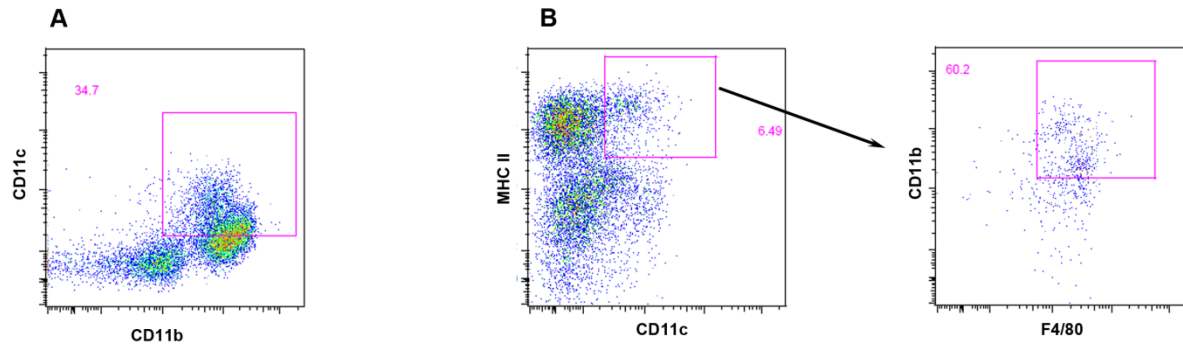 A
34.7
CD11c
CD11b
B
6.49
MHC II
CD11c
60.2
CD11b
F4/80